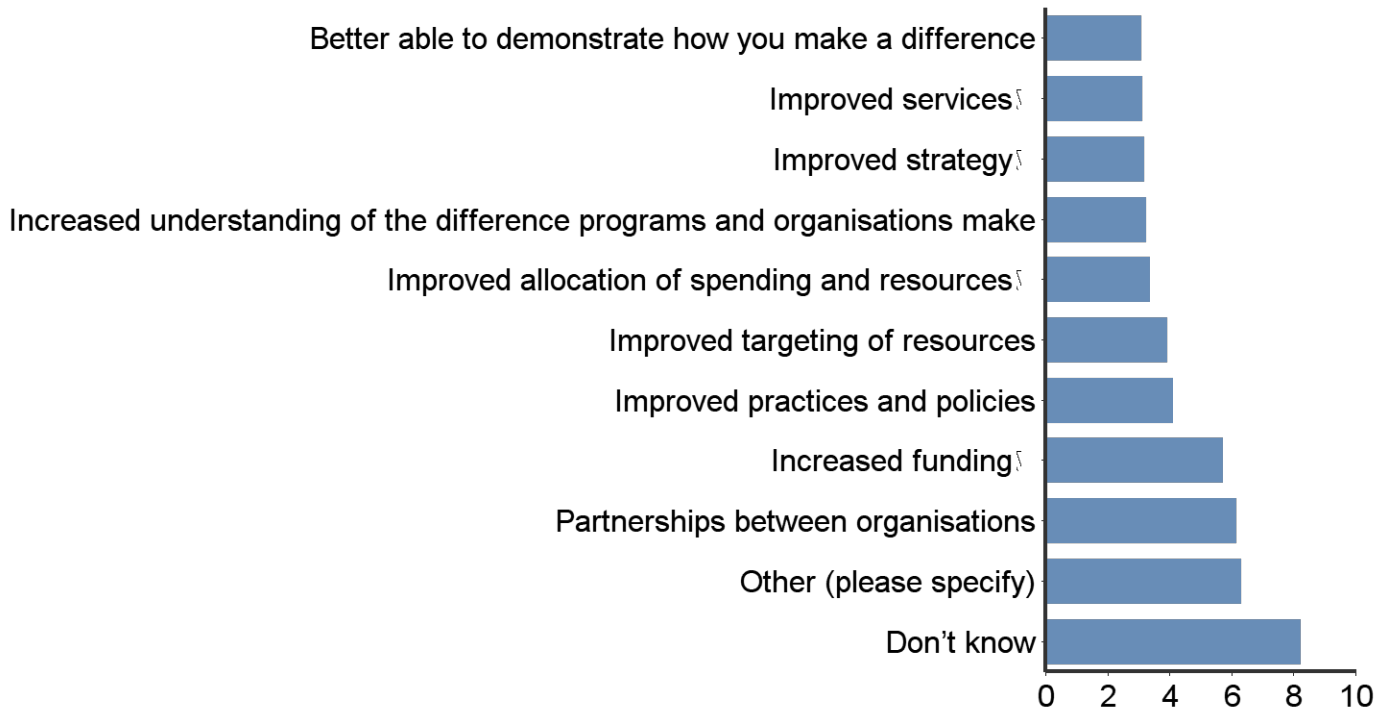 Better able to demonstrate how you make a difference
Improved services
Improved strategy
Increased understanding of the difference programs and organisations make
Improved allocation of spending and resources
Improved targeting of resources
Improved practices and policies
Increased funding
Partnerships between organisations
Other (please specify)
Don’t know
0 2 4 6 8 10